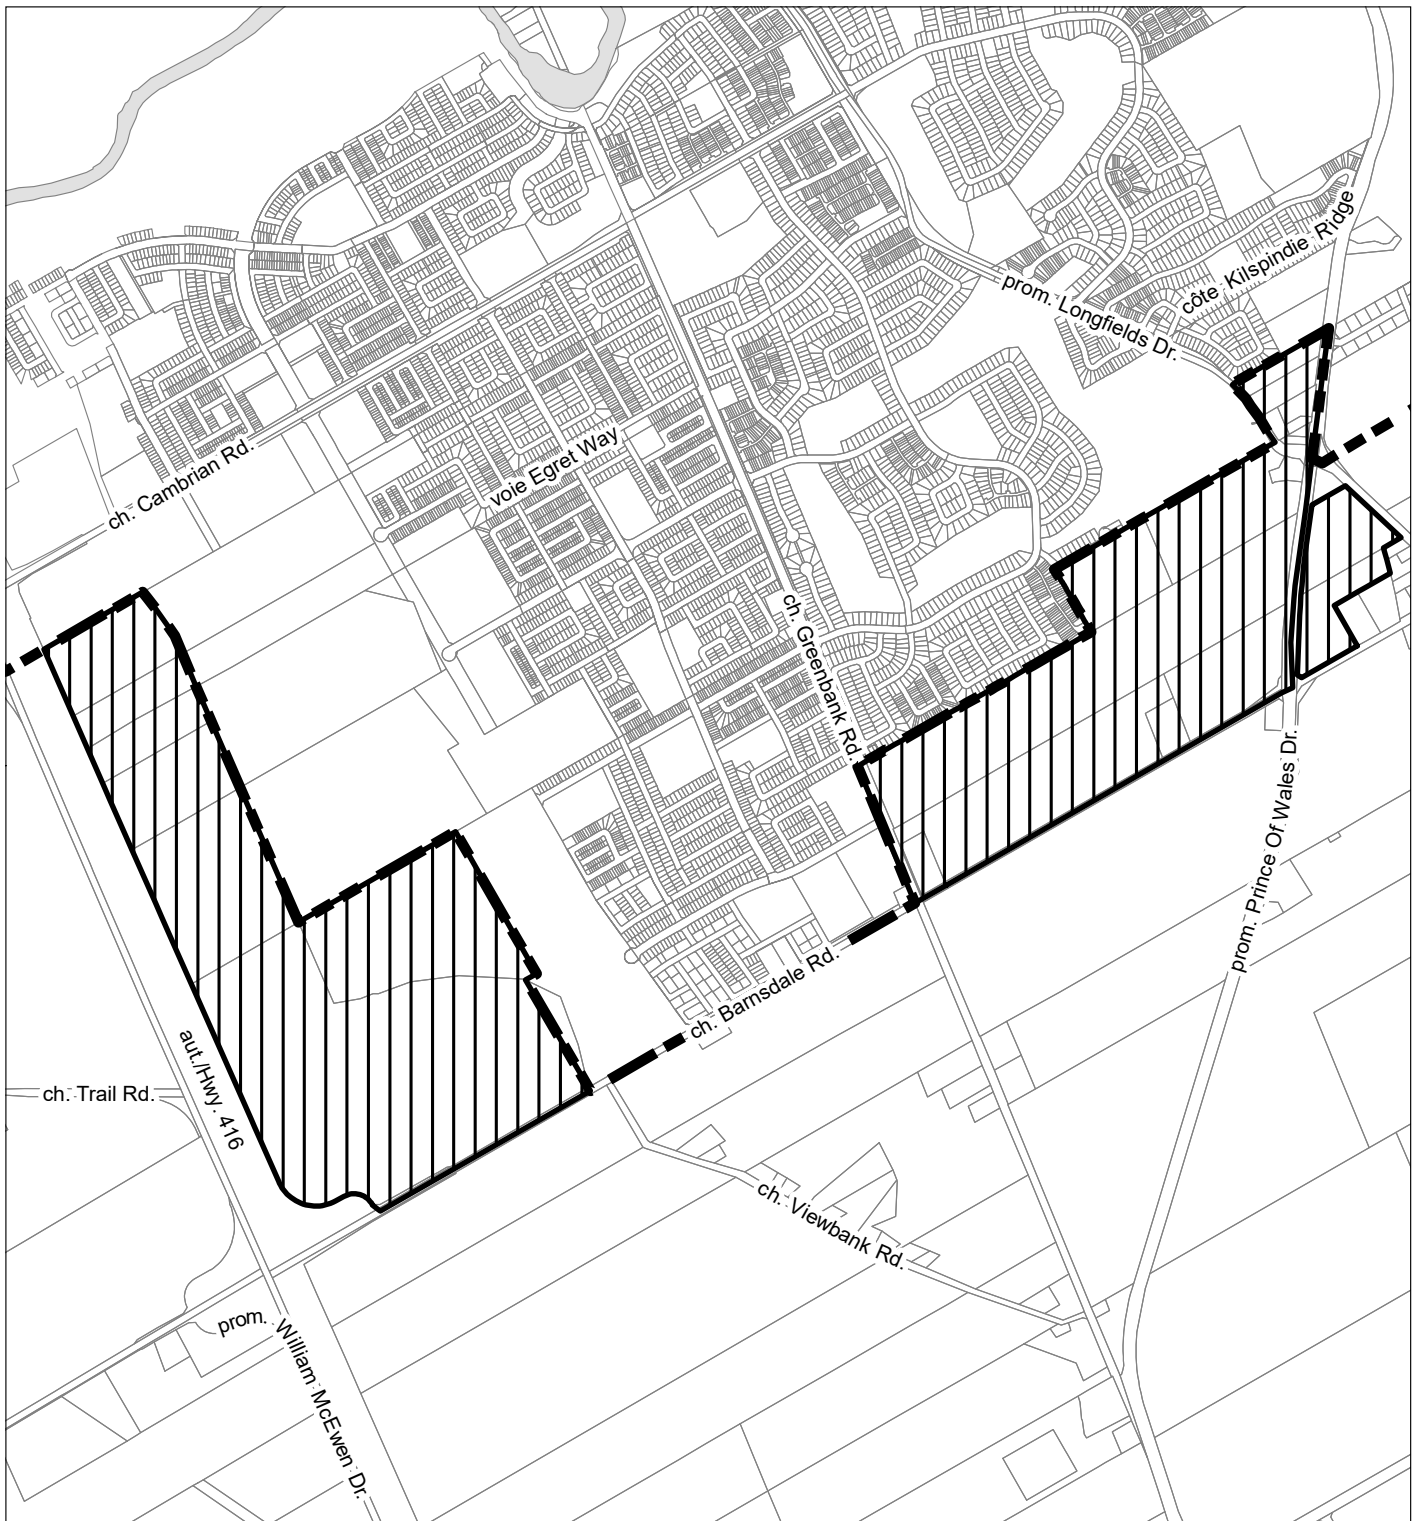 côte Kilspindie Ridge
prom. Longfields Dr.
ch. Cambrian Rd.
voie Egret Way
ch. Greenbank Rd.
prom. Prince Of Wales Dr.
ch. Barnsdale Rd.
aut./Hwy. 416
ch. Trail Rd.
ch. Viewbank Rd.
prom. William McEwen Dr.